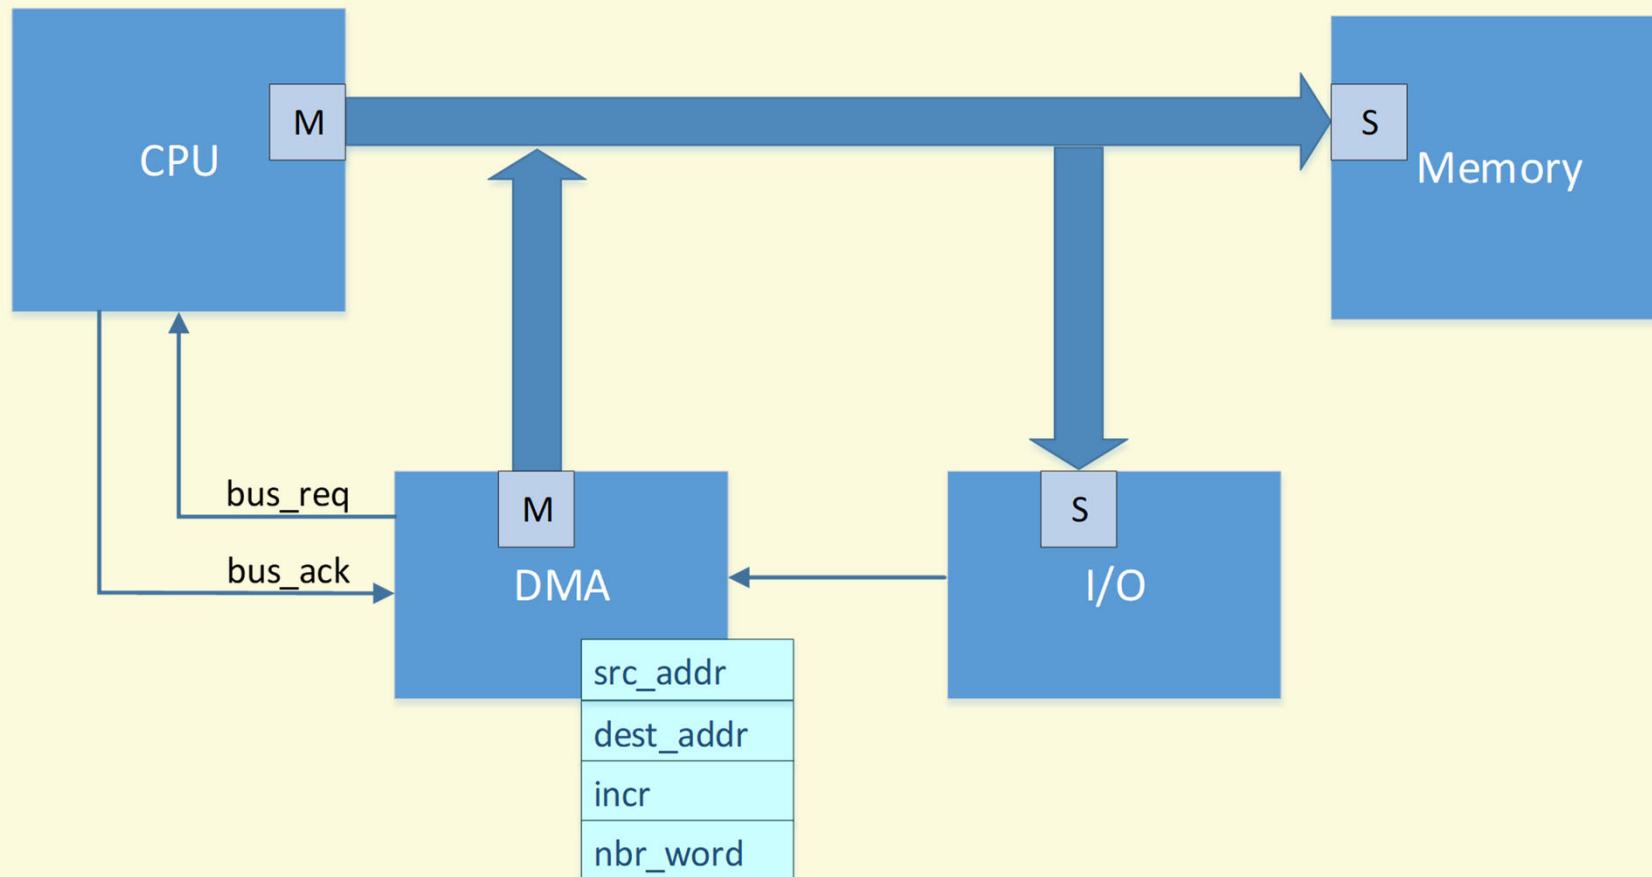 M
CPU
S
Memory
bus_req
bus_ack
M
DMA
S
I/O
src_addr
dest_addr
incr
nbr_word